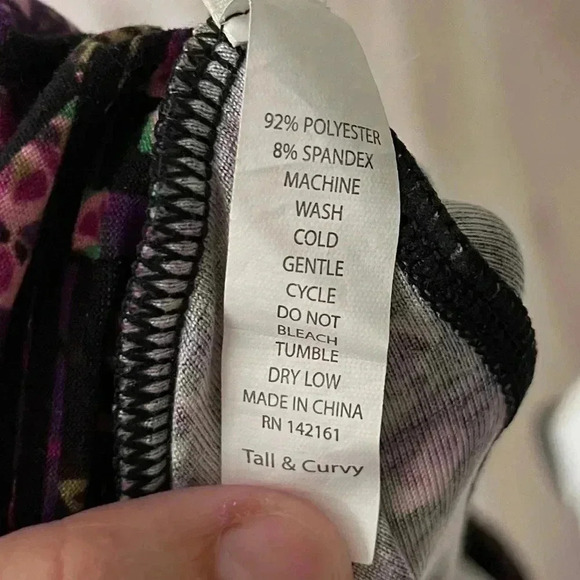 92% POLYESTER
8% SPANDEX
MACHINE
WASH
COLD
GENTLE
CYCLE
DO NOT
BLEACH
TUMBLE
DRY LOW
MADE IN CHINA
RN 142161
Tall & Curvy